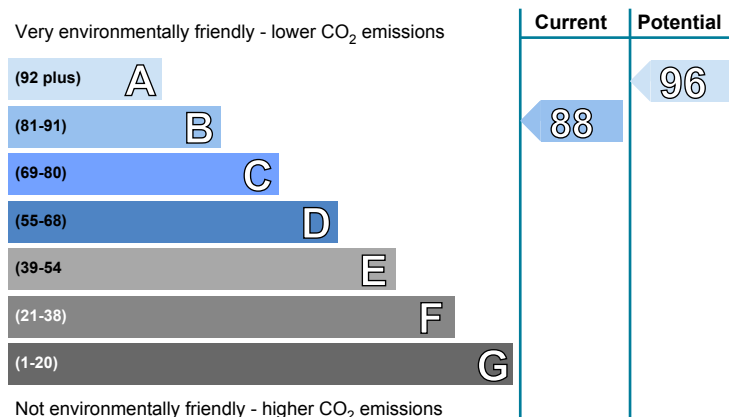 Current Potential
Very environmentally friendly - lower CO2 emissions
(92 plus) A 96
(81-91) B 88
(69-80) C
(55-68) D
(39-54 E
(21-38) F
(1-20) G
Not environmentally friendly - higher CO2 emissions